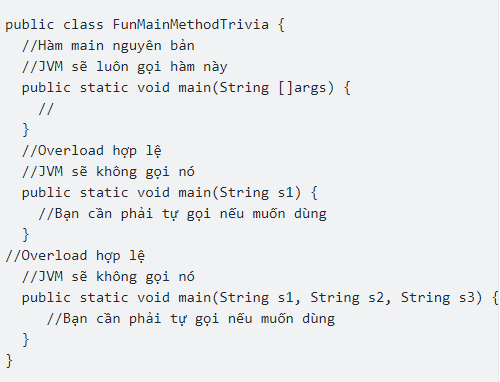 public class FunMainMethodTrivia {
  //Hàm main nguyên bản
  //JVM sẽ luôn gọi hàm này
  public static void main(String []args) {
    //
  }
  //Overload hợp lệ
  //JVM sẽ không gọi nó
  public static void main(String s1) {
    //Bạn cần phải tự gọi nếu muốn dùng
  }
//Overload hợp lệ
  //JVM sẽ không gọi nó
  public static void main(String s1, String s2, String s3) {
     //Bạn cần phải tự gọi nếu muốn dùng
  }
}